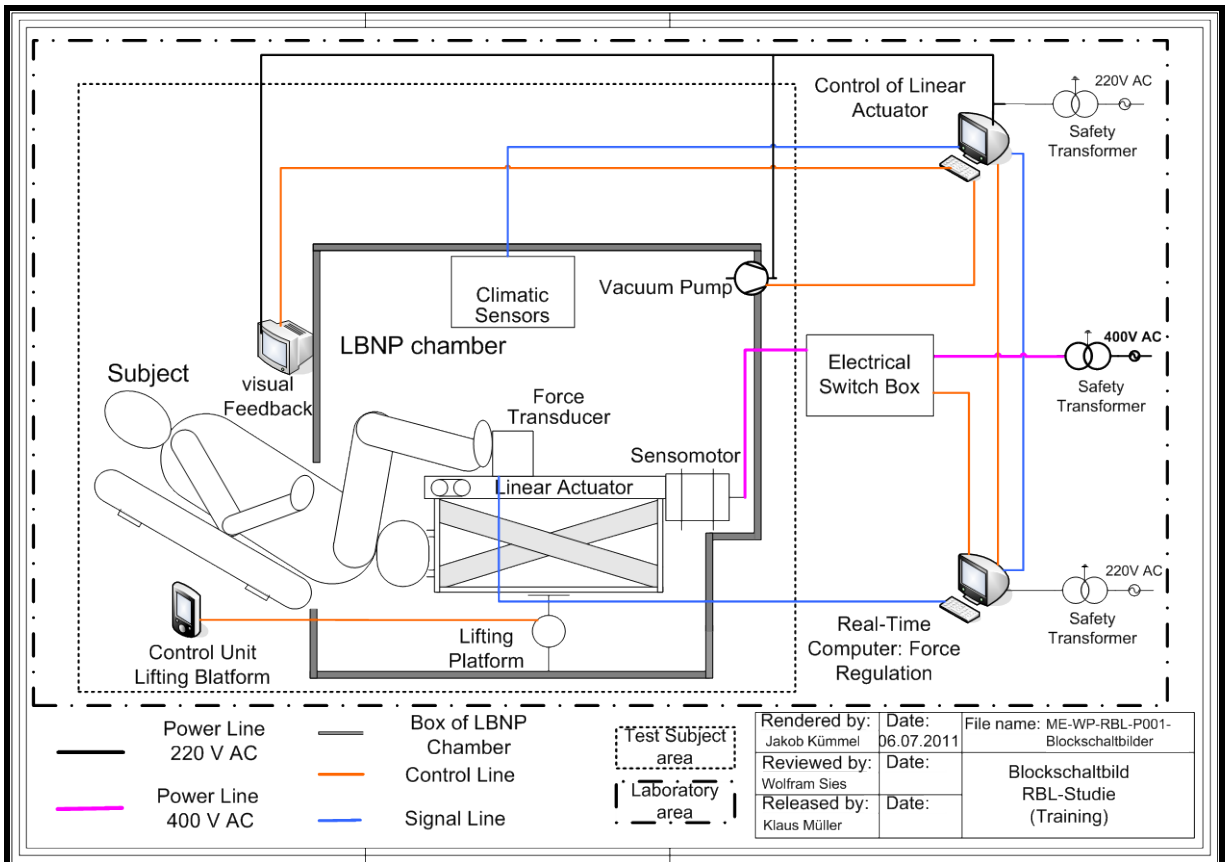 Control of Linear
Actuator
220V AC
Safety
Transformer
Climatic
Sensors
Vacuum Pump
LBNP chamber
visual
Feedback
Subject
Force
Transducer
Sensomotor
Linear Actuator
Electrical
Switch Box
400V AC
Safety
Transformer
220V AC
Safety
Transformer
Real-Time
Computer: Force
Regulation
Lifting
Platform
Control Unit
Lifting Blatform
Power Line
220 V AC
Power Line
400 V AC
Box of LBNP
Chamber
Control Line
Signal Line
Test Subject
area
Laboratory
area
Rendered by:
Jakob Kümmel
Date:
06.07.2011
File name: ME-WP-RBL-P001-
Blockschaltbilder
Reviewed by:
Wolfram Sies
Date:
Released by:
Klaus Müller
Date:
Blockschaltbild
RBL-Studie
(Training)